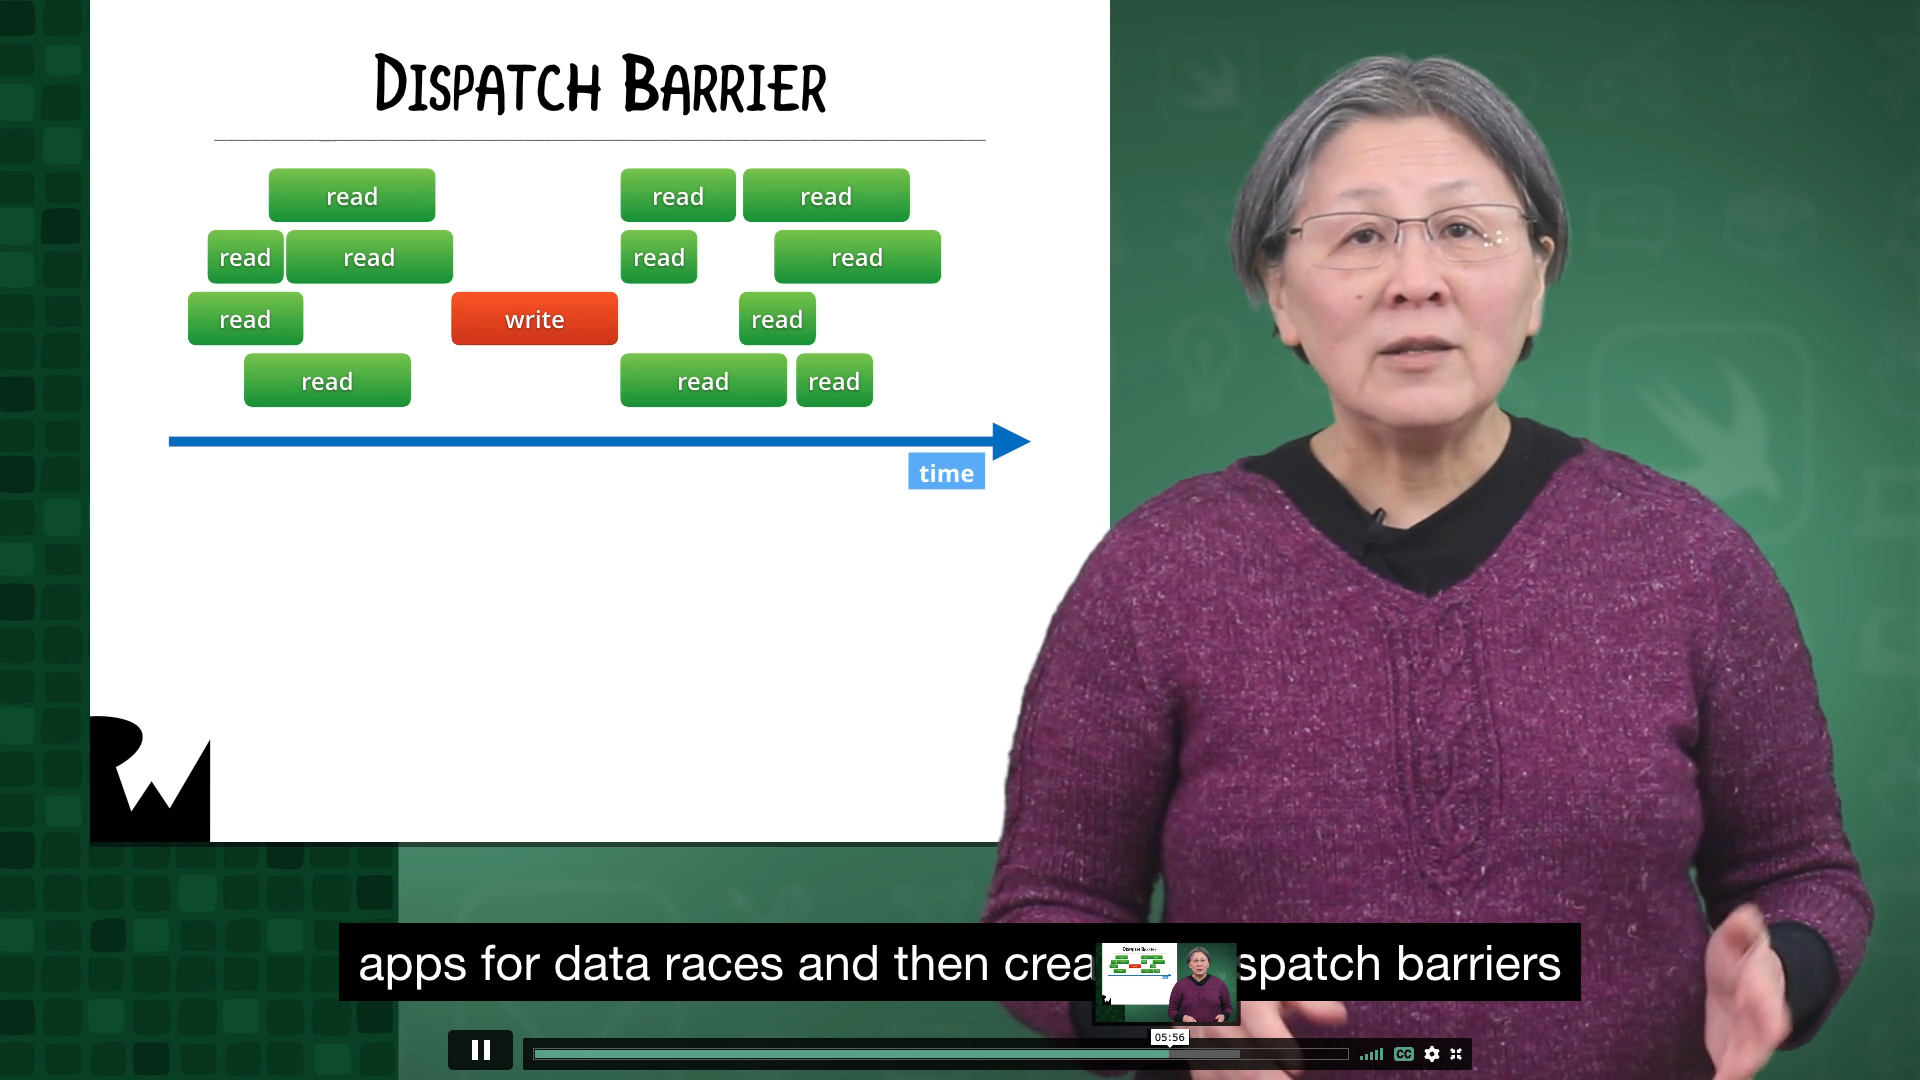 DISPATCH BARRIER
read read read
read read read read
read write read
read read read
time
apps for data races and then crea spatch barriers
05:56
CC